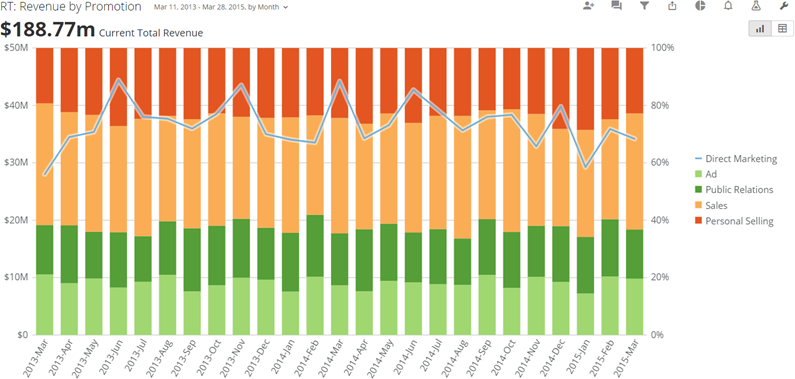 RT: Revenue by Promotion Mar 11, 2013 - Mar 28, 2015, by Month
$188.77m Current Total Revenue
$50M
$40M
$30M
$20M
$10M
$0
100%
80%
60%
40%
20%
0%
Direct Marketing
Ad
Public Relations
Sales
Personal Selling
2013-Mar
2013-Apr
2013-May
2013-Jun
2013-Jul
2013-Aug
2013-Sep
2013-Oct
2013-Nov
2013-Dec
2014-Jan
2014-Feb
2014-Mar
2014-Apr
2014-May
2014-Jun
2014-Jul
2014-Aug
2014-Sep
2014-Oct
2014-Nov
2014-Dec
2015-Jan
2015-Feb
2015-Mar